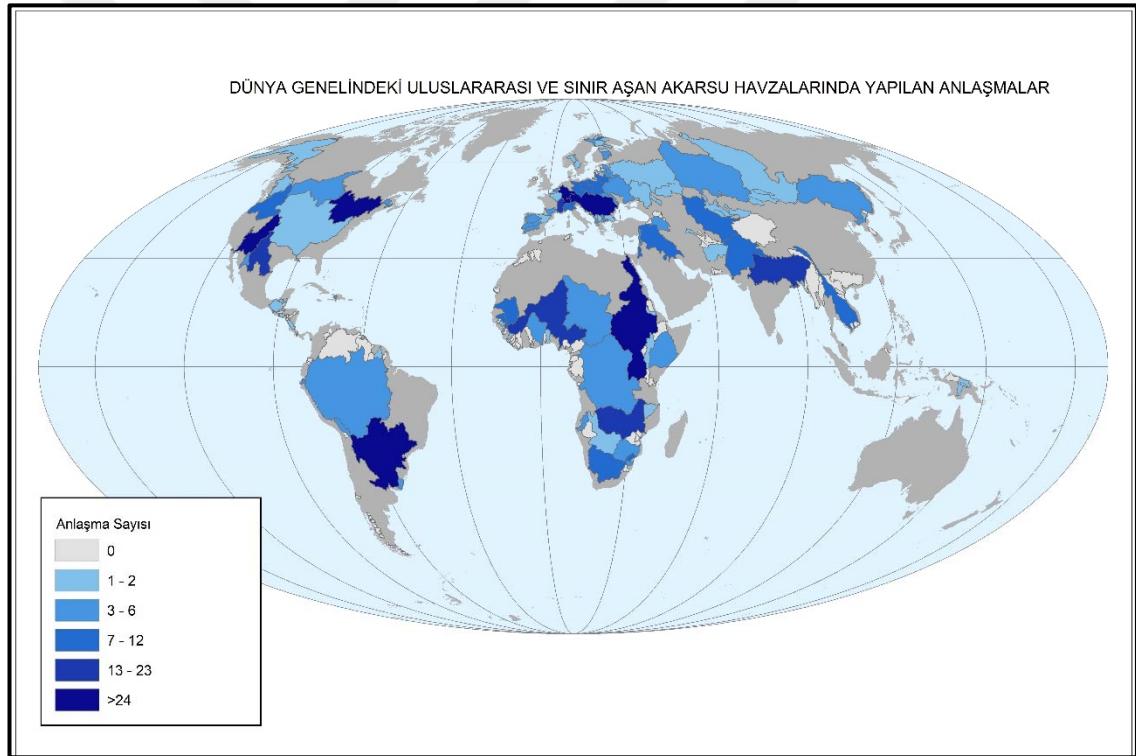 DÜNYA GENELİNDEKİ ULUSLARARASI VE SINIR AŞAN AKARSU HAVZALARINDA YAPILAN ANLAŞMALAR
Anlaşma Sayısı
0
1 - 2
3 - 6
7 - 12
13 - 23
>24